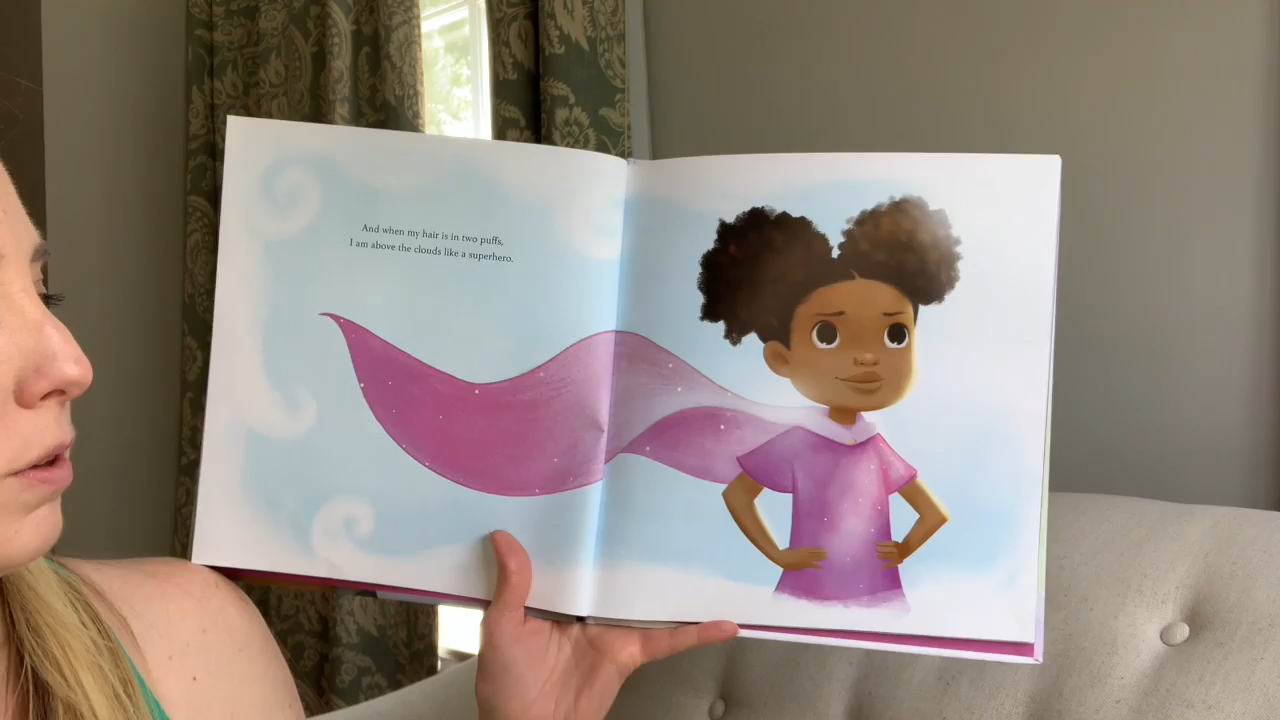 And when my hair is in two puffs,
I am above the clouds like a superhero.